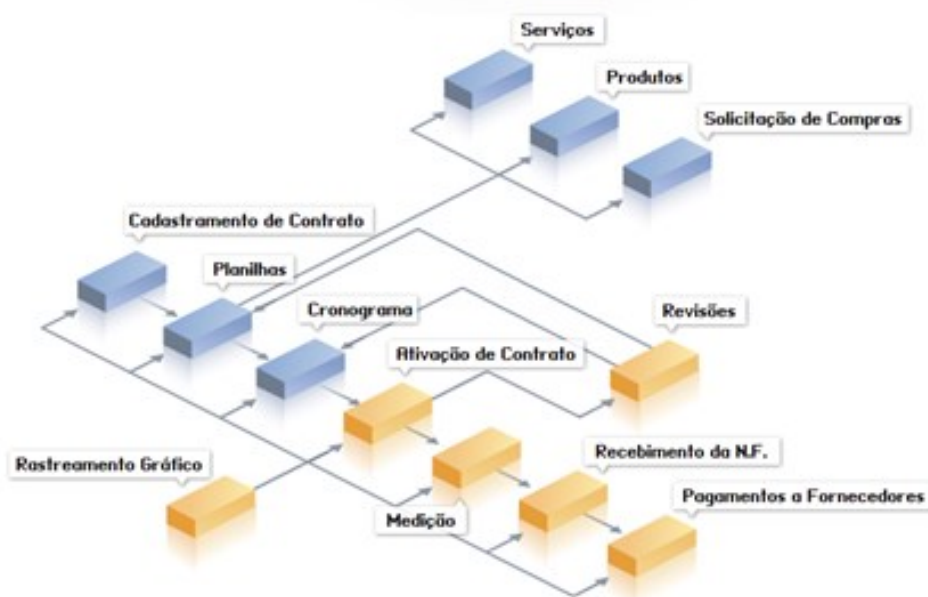 Serviços
Produtos
Solicitação de Compras
Cadastramento de Contrato
Planilhas
Cronograma
Revisões
Ativação de Contrato
Rastreamento Gráfico
Recebimento da N.F.
Medição
Pagamentos a Fornecedores